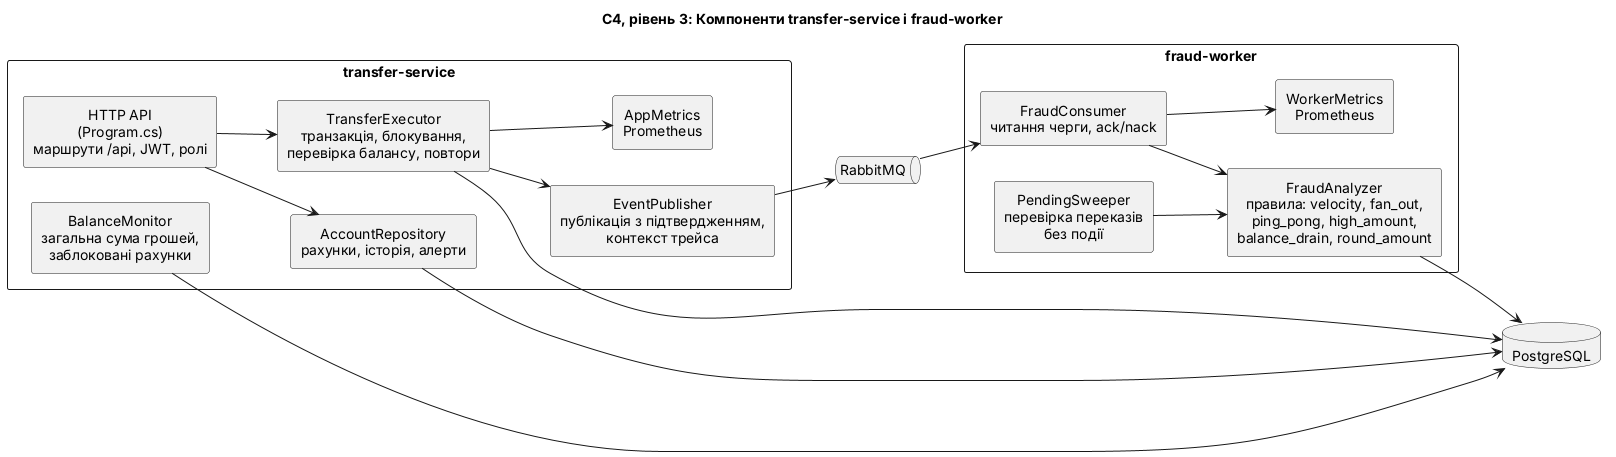 C4, рівень 3: Компоненти transfer-service і fraud-worker
transfer-service
HTTP API
(Program.cs)
маршрути /api, JWT, ролі
TransferExecutor
транзакція, блокування,
перевірка балансу, повтори
AppMetrics
Prometheus
BalanceMonitor
загальна сума грошей,
заблоковані рахунки
AccountRepository
рахунки, історія, алерти
EventPublisher
публікація з підтвердженням,
контекст трейса
RabbitMQ
fraud-worker
FraudConsumer
читання черги, ack/nack
WorkerMetrics
Prometheus
PendingSweeper
перевірка переказів
без події
FraudAnalyzer
правила: velocity, fan_out,
ping_pong, high_amount,
balance_drain, round_amount
PostgreSQL